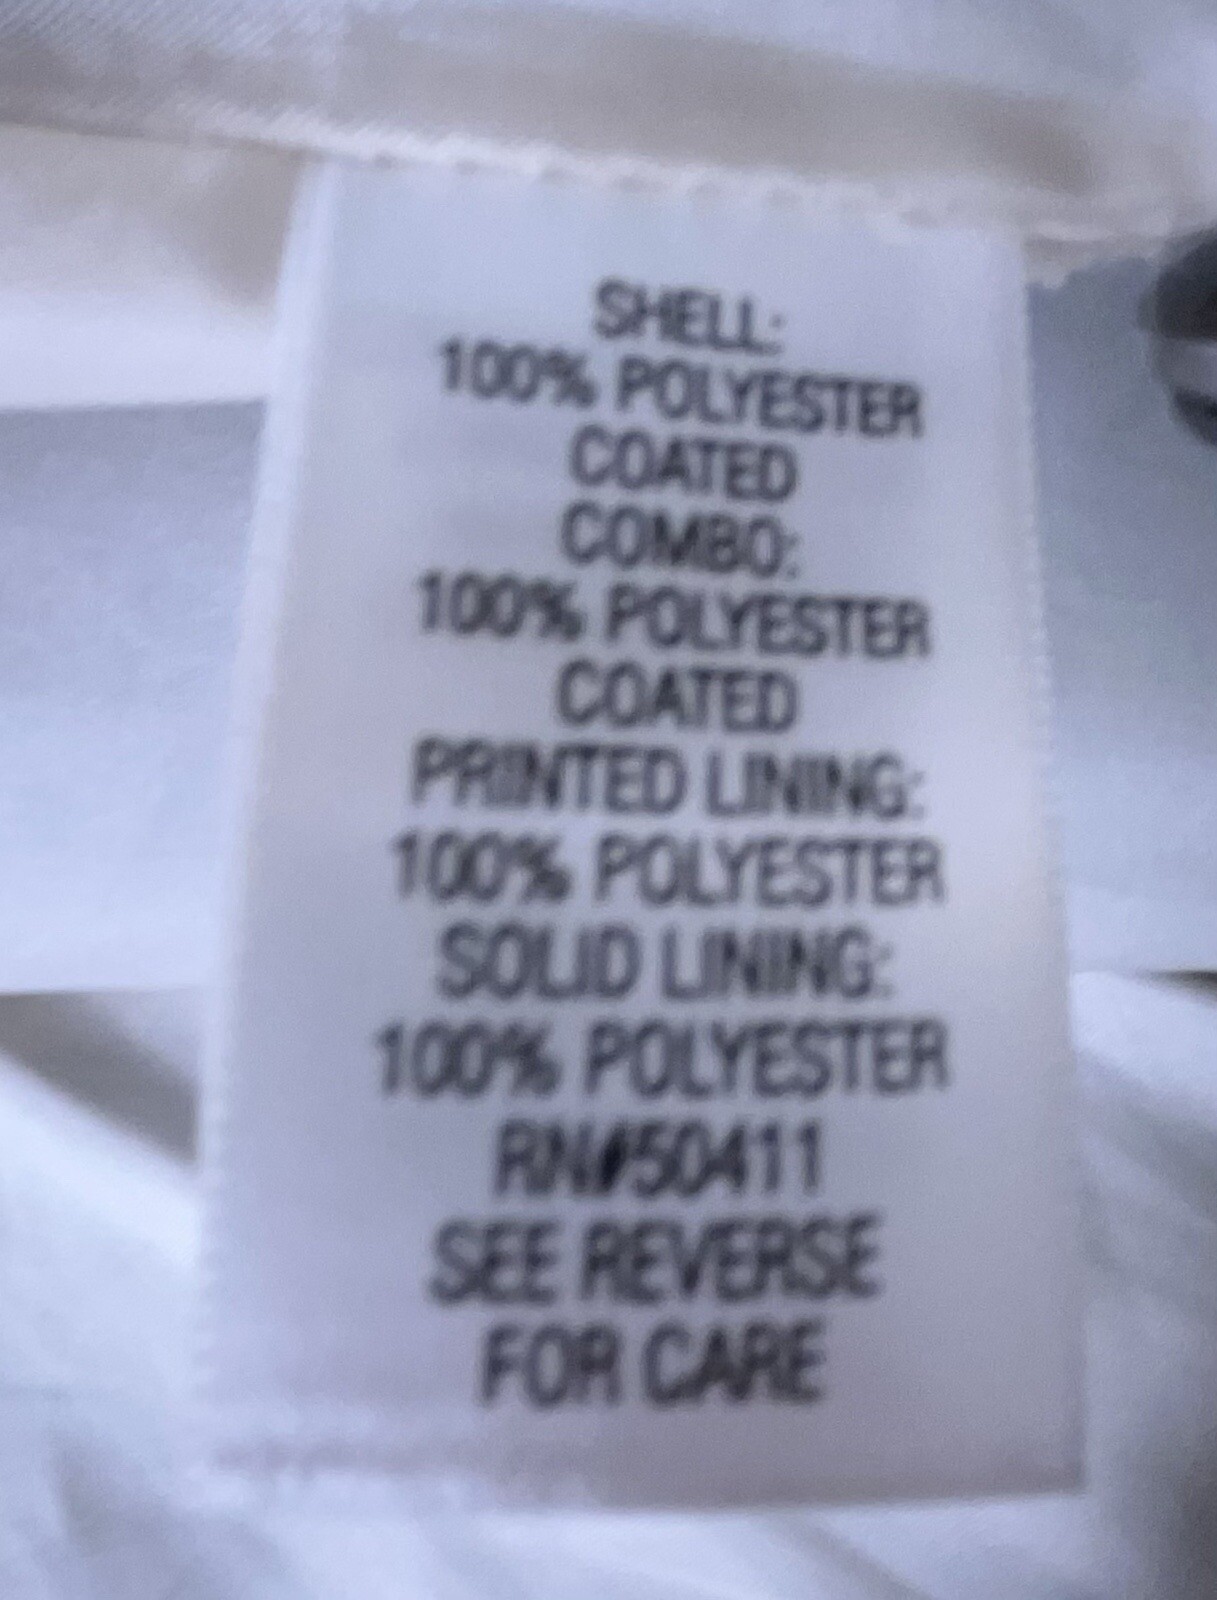 SHELL:
100% POLYESTER
COATED
COMBO:
100% POLYESTER
COATED
PRINTED LINING:
100% POLYESTER
SOLID LINING:
100% POLYESTER
RN#50411
SEE REVERSE
FOR CARE